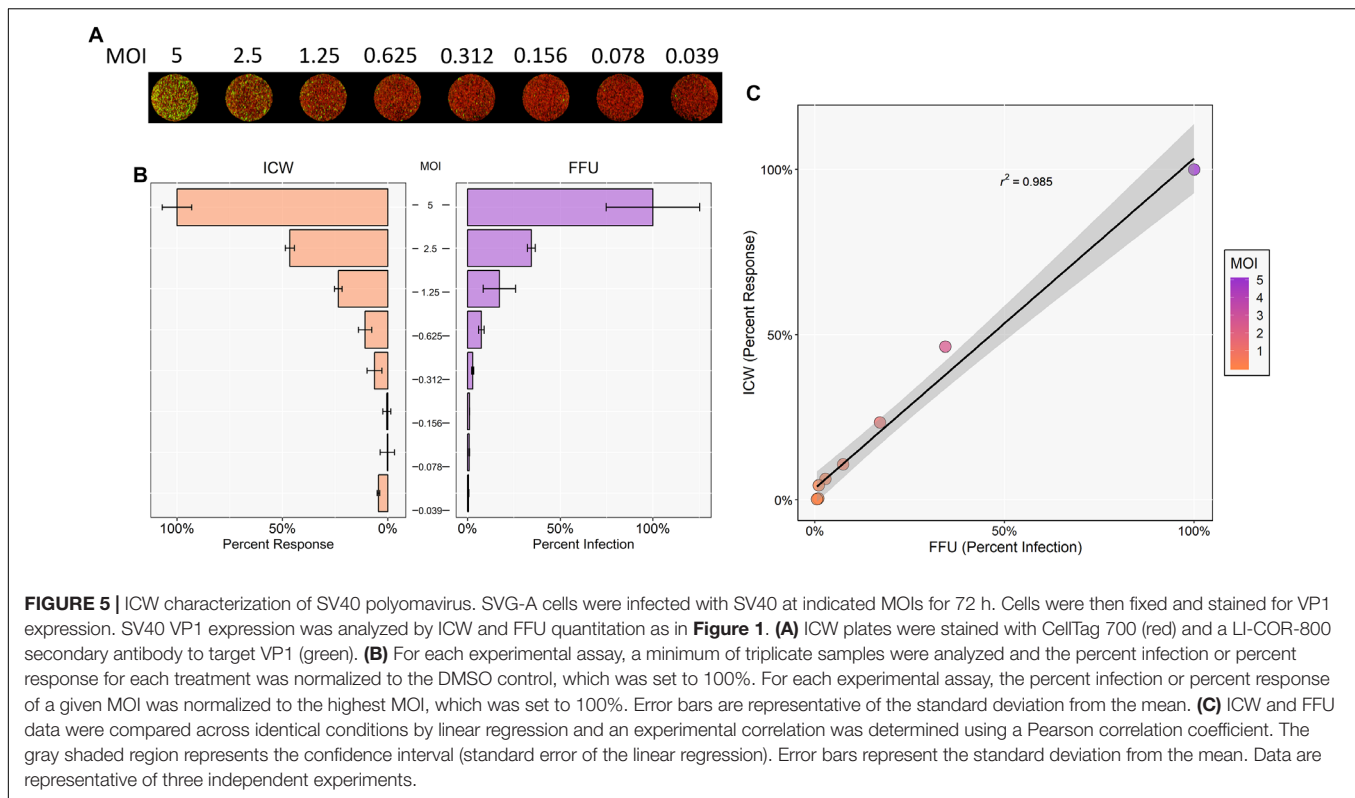 A
MOI 5 2.5 1.25 0.625 0.312 0.156 0.078 0.039
B
ICW MOI FFU
5
2.5
1.25
0.625
0.312
0.156
0.078
0.039
100% 50% 0% 0% 50% 100%
Percent Response Percent Infection
C
100%
r² = 0.985
50%
0%
ICW (Percent Response)
0% 50% 100%
FFU (Percent Infection)
MOI
5
4
3
2
1
FIGURE 5 | ICW characterization of SV40 polyomavirus. SVG-A cells were infected with SV40 at indicated MOIs for 72 h. Cells were then fixed and stained for VP1
expression. SV40 VP1 expression was analyzed by ICW and FFU quantitation as in Figure 1. (A) ICW plates were stained with CellTag 700 (red) and a LI-COR-800
secondary antibody to target VP1 (green). (B) For each experimental assay, a minimum of triplicate samples were analyzed and the percent infection or percent
response for each treatment was normalized to the DMSO control, which was set to 100%. For each experimental assay, the percent infection or percent response
of a given MOI was normalized to the highest MOI, which was set to 100%. Error bars are representative of the standard deviation from the mean. (C) ICW and FFU
data were compared across identical conditions by linear regression and an experimental correlation was determined using a Pearson correlation coefficient. The
gray shaded region represents the confidence interval (standard error of the linear regression). Error bars represent the standard deviation from the mean. Data are
representative of three independent experiments.